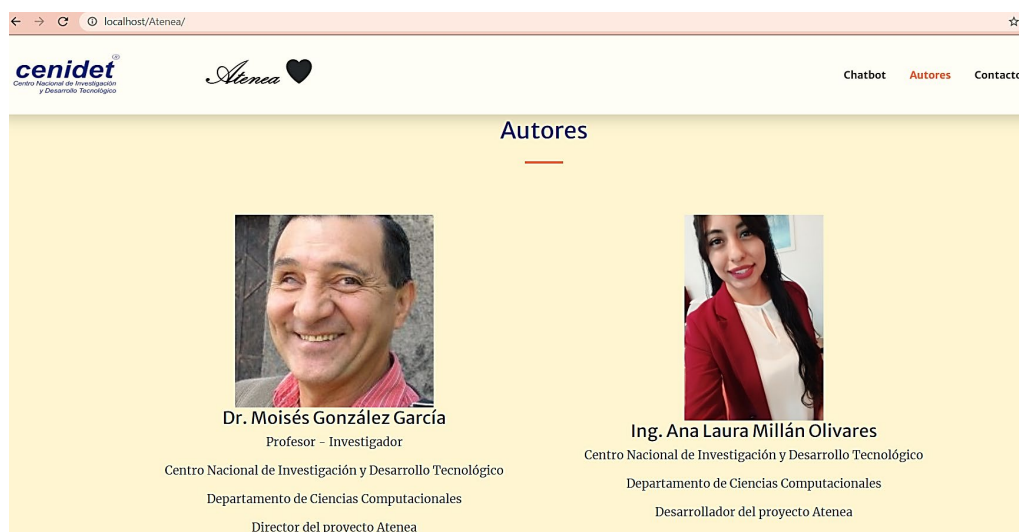 localhost/Atenea/
cenidet®
Centro Nacional de Investigación
y Desarrollo Tecnológico
Atenea
Chatbot Autores Contacto
Autores
Dr. Moisés González García
Profesor - Investigador
Centro Nacional de Investigación y Desarrollo Tecnológico
Departamento de Ciencias Computacionales
Director del proyecto Atenea
Ing. Ana Laura Millán Olivares
Centro Nacional de Investigación y Desarrollo Tecnológico
Departamento de Ciencias Computacionales
Desarrollador del proyecto Atenea